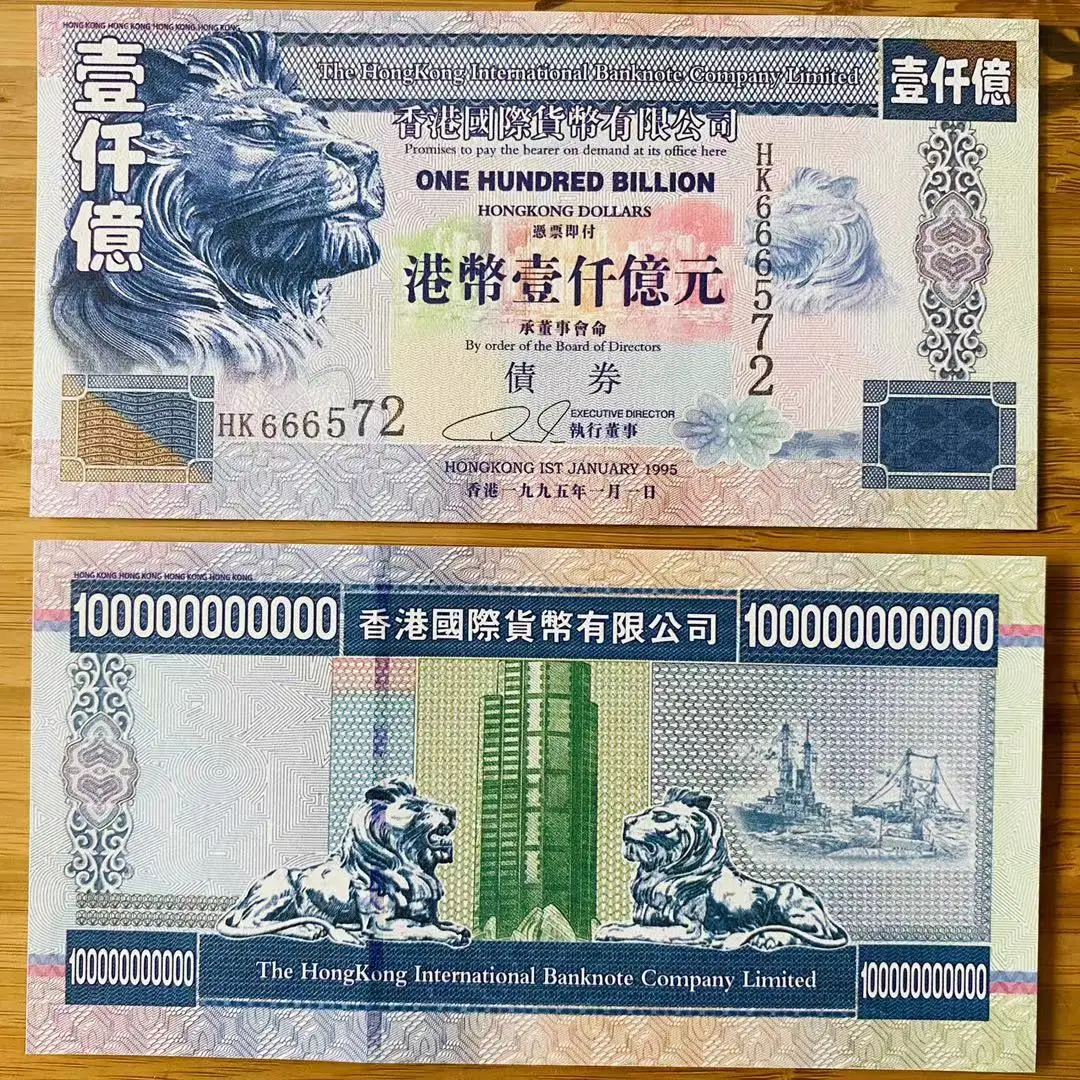 HONG KONG HONG KONG HONG KONG HONG KONG HONG KONG
壹仟億
The HongKong International Banknote Company Limited
壹仟億
香港國際貨幣有限公司
Promises to pay the bearer on demand at its office here
ONE HUNDRED BILLION
HONGKONG DOLLARS
憑票即付
港幣壹仟億元
承董事會命
By order of the Board of Directors
債券
HK666572
HK666572
EXECUTIVE DIRECTOR
執行董事
HONGKONG 1ST JANUARY 1995
香港一九九五年一月一日
HONG KONG HONG KONG HONG KONG HONG KONG
100000000000
香港國際貨幣有限公司
100000000000
100000000000
The HongKong International Banknote Company Limited
100000000000